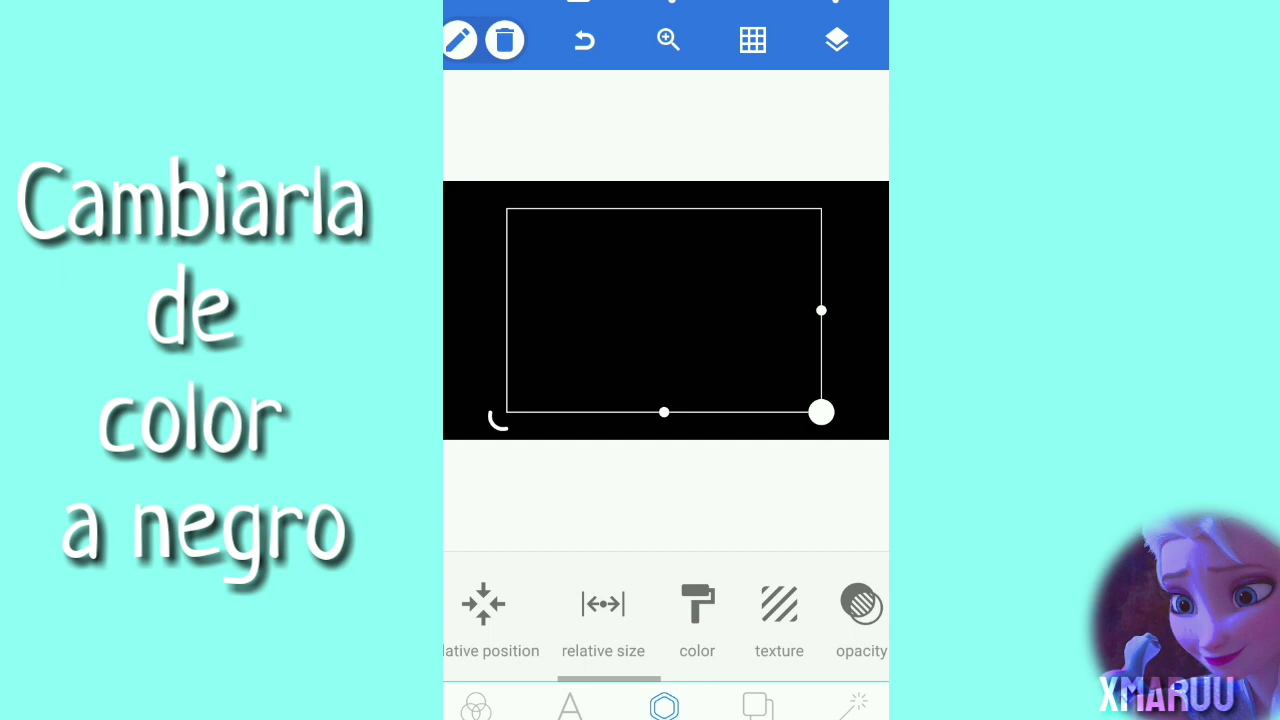 Cambiarla
de
color
a negro
lative position
relative size
color
texture
opacity
XMARUU